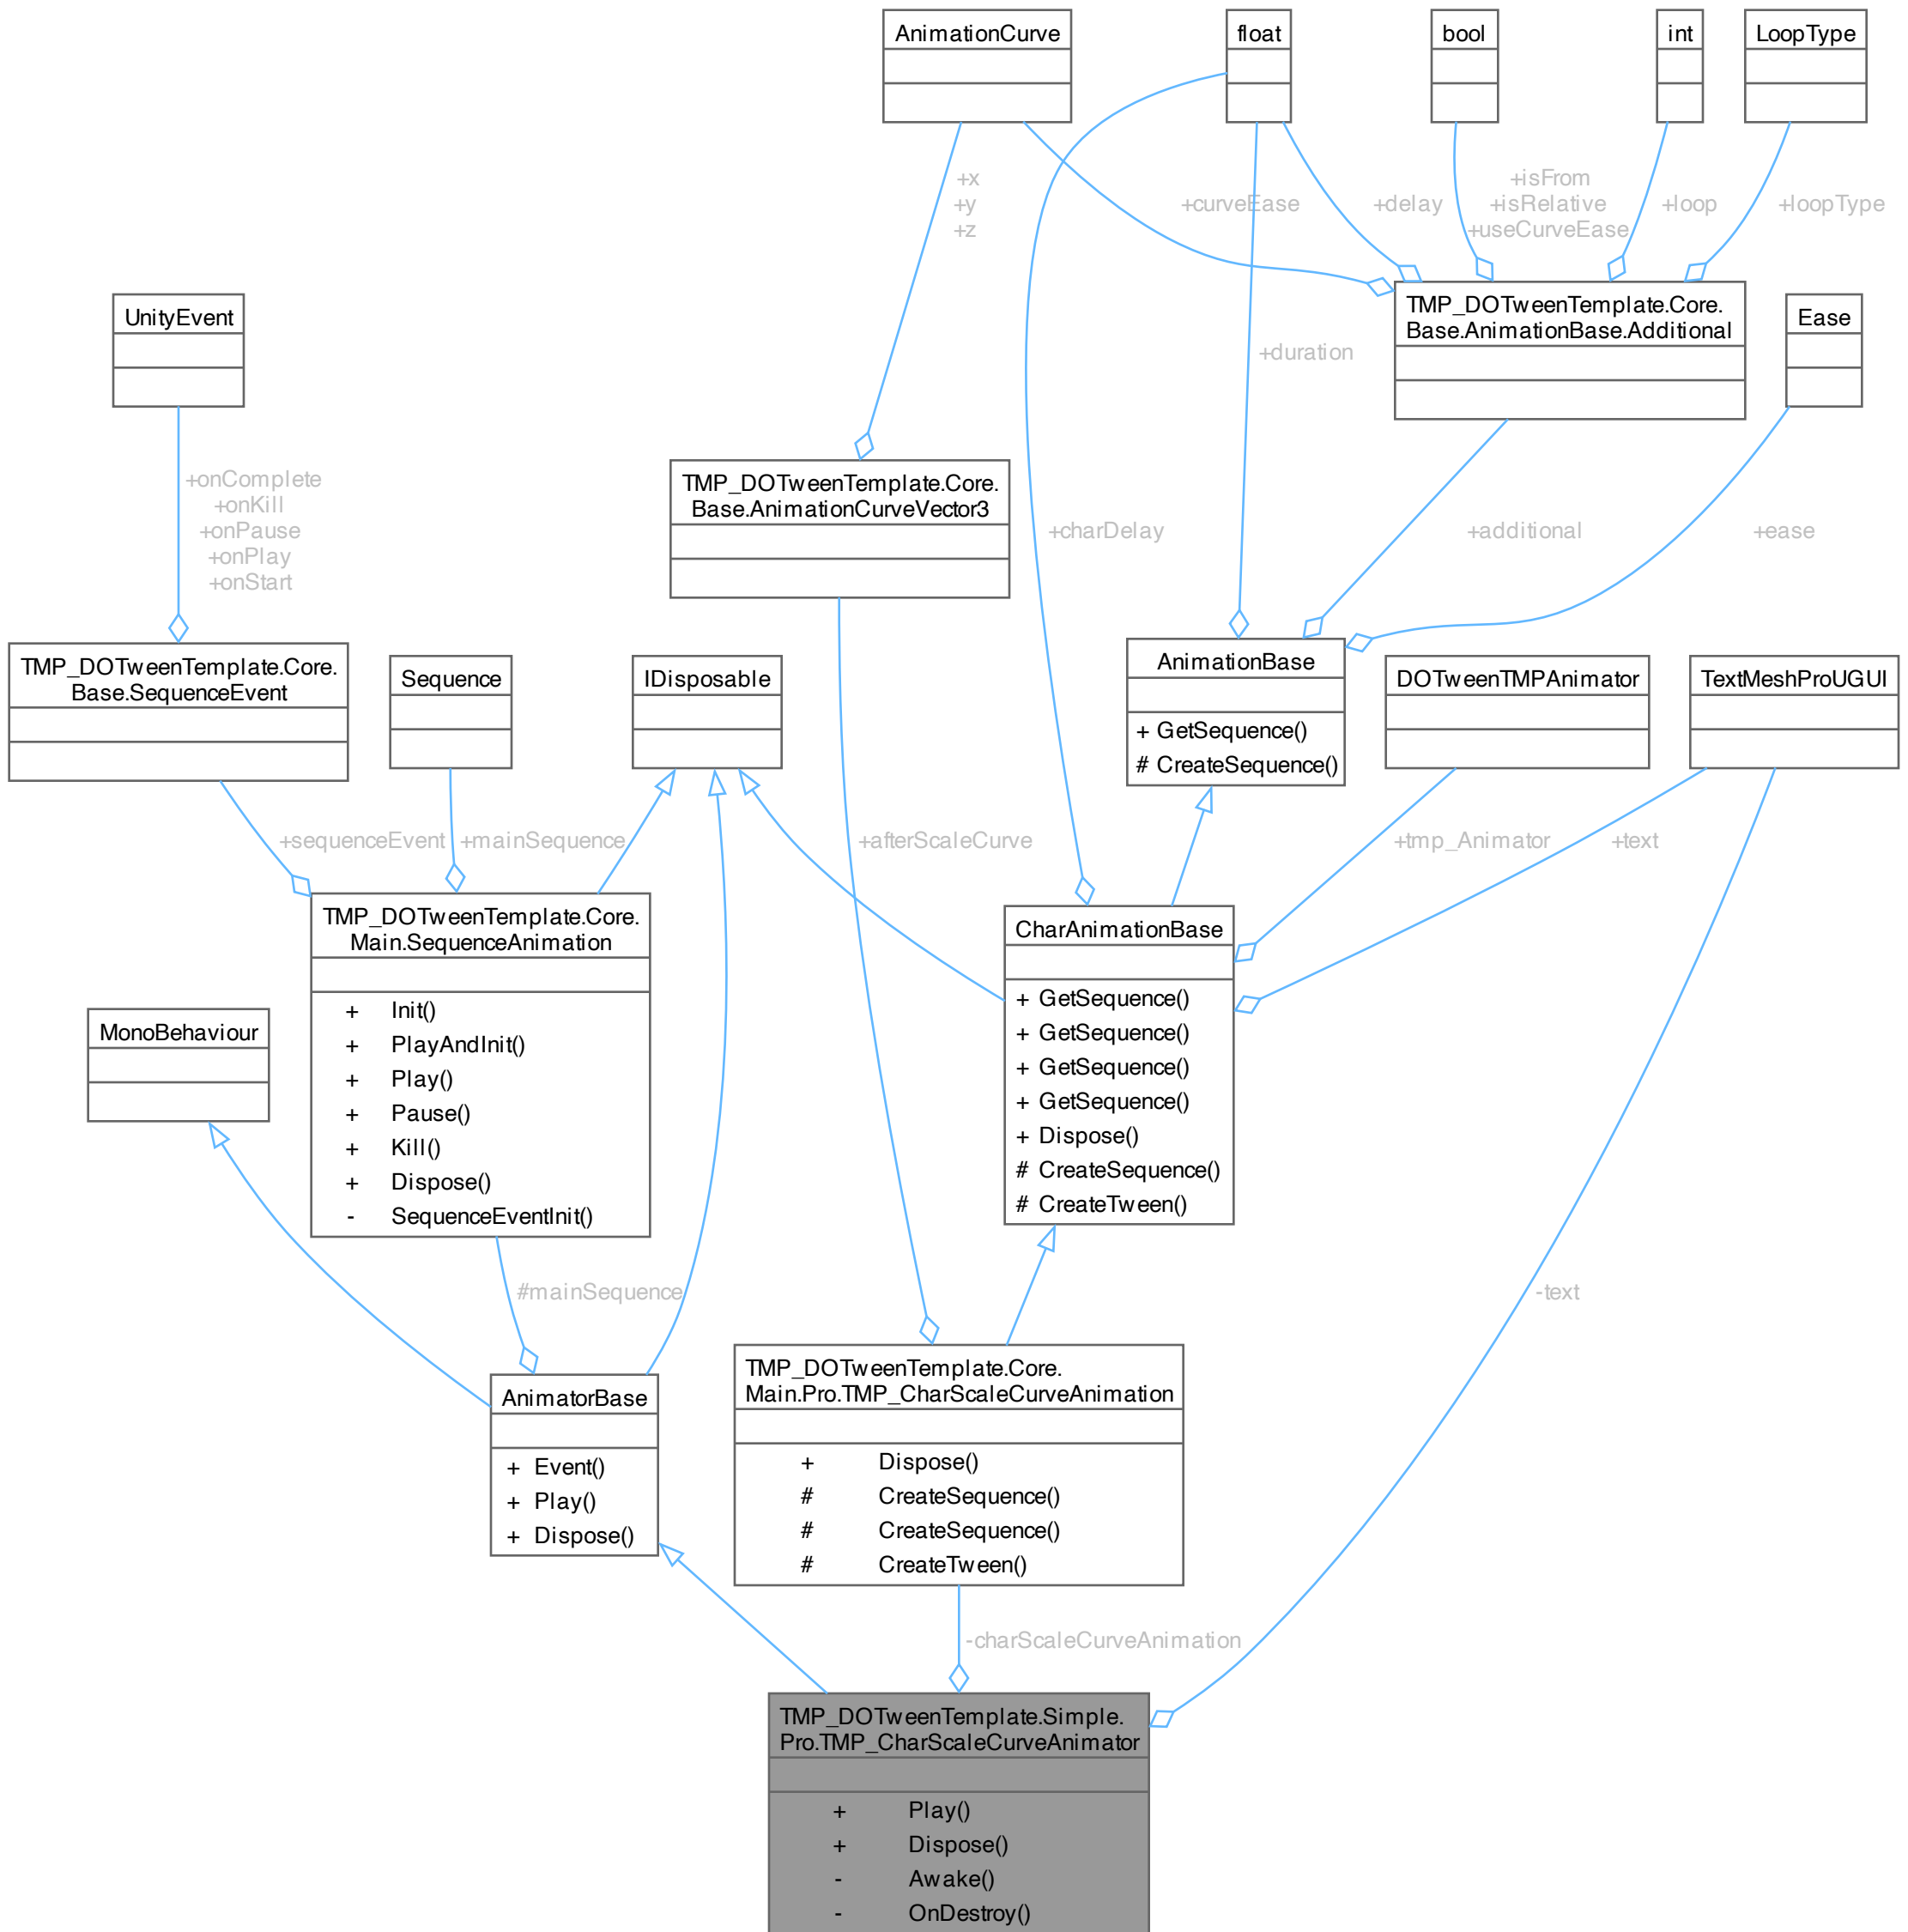 AnimationCurve
float
bool
int
LoopType
+x
+y
+z
+curveEase
+delay
+isFrom
+isRelative
+useCurveEase
+loop
+loopType
UnityEvent
TMP_DOTweenTemplate.Core.
Base.AnimationBase.Additional
Ease
+duration
+onComplete
+onKill
+onPause
+onPlay
+onStart
TMP_DOTweenTemplate.Core.
Base.AnimationCurveVector3
+charDelay
+additional
+ease
TMP_DOTweenTemplate.Core.
Base.SequenceEvent
Sequence
IDisposable
AnimationBase
+ GetSequence()
# CreateSequence()
DOTweenTMPAnimator
TextMeshProUGUI
+sequenceEvent
+mainSequence
+afterScaleCurve
+tmp_Animator
+text
TMP_DOTweenTemplate.Core.
Main.SequenceAnimation
+ Init()
+ PlayAndInit()
+ Play()
+ Pause()
+ Kill()
+ Dispose()
- SequenceEventInit()
CharAnimationBase
+ GetSequence()
+ GetSequence()
+ GetSequence()
+ GetSequence()
+ Dispose()
# CreateSequence()
# CreateTween()
MonoBehaviour
#mainSequence
-text
AnimatorBase
+ Event()
+ Play()
+ Dispose()
TMP_DOTweenTemplate.Core.
Main.Pro.TMP_CharScaleCurveAnimation
+ Dispose()
# CreateSequence()
# CreateSequence()
# CreateTween()
-charScaleCurveAnimation
TMP_DOTweenTemplate.Simple.
Pro.TMP_CharScaleCurveAnimator
+ Play()
+ Dispose()
- Awake()
- OnDestroy()